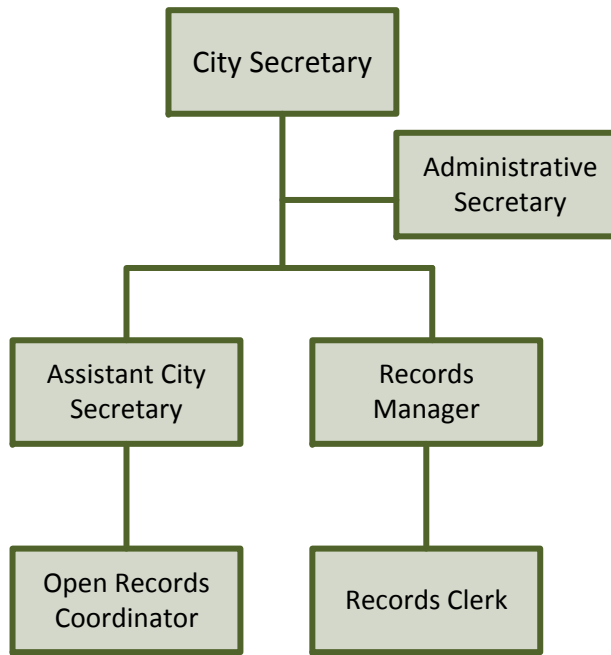 City Secretary
Administrative
Secretary
Assistant City
Secretary
Records
Manager
Open Records
Coordinator
Records Clerk